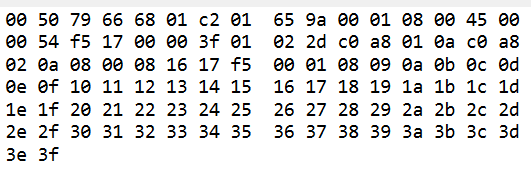 00 50 79 66 68 01 c2 01  65 9a 00 01 08 00 45 00
00 54 f5 17 00 00 3f 01  02 2d c0 a8 01 0a c0 a8
02 0a 08 00 08 16 17 f5  00 01 08 09 0a 0b 0c 0d
0e 0f 10 11 12 13 14 15  16 17 18 19 1a 1b 1c 1d
1e 1f 20 21 22 23 24 25  26 27 28 29 2a 2b 2c 2d
2e 2f 30 31 32 33 34 35  36 37 38 39 3a 3b 3c 3d
3e 3f